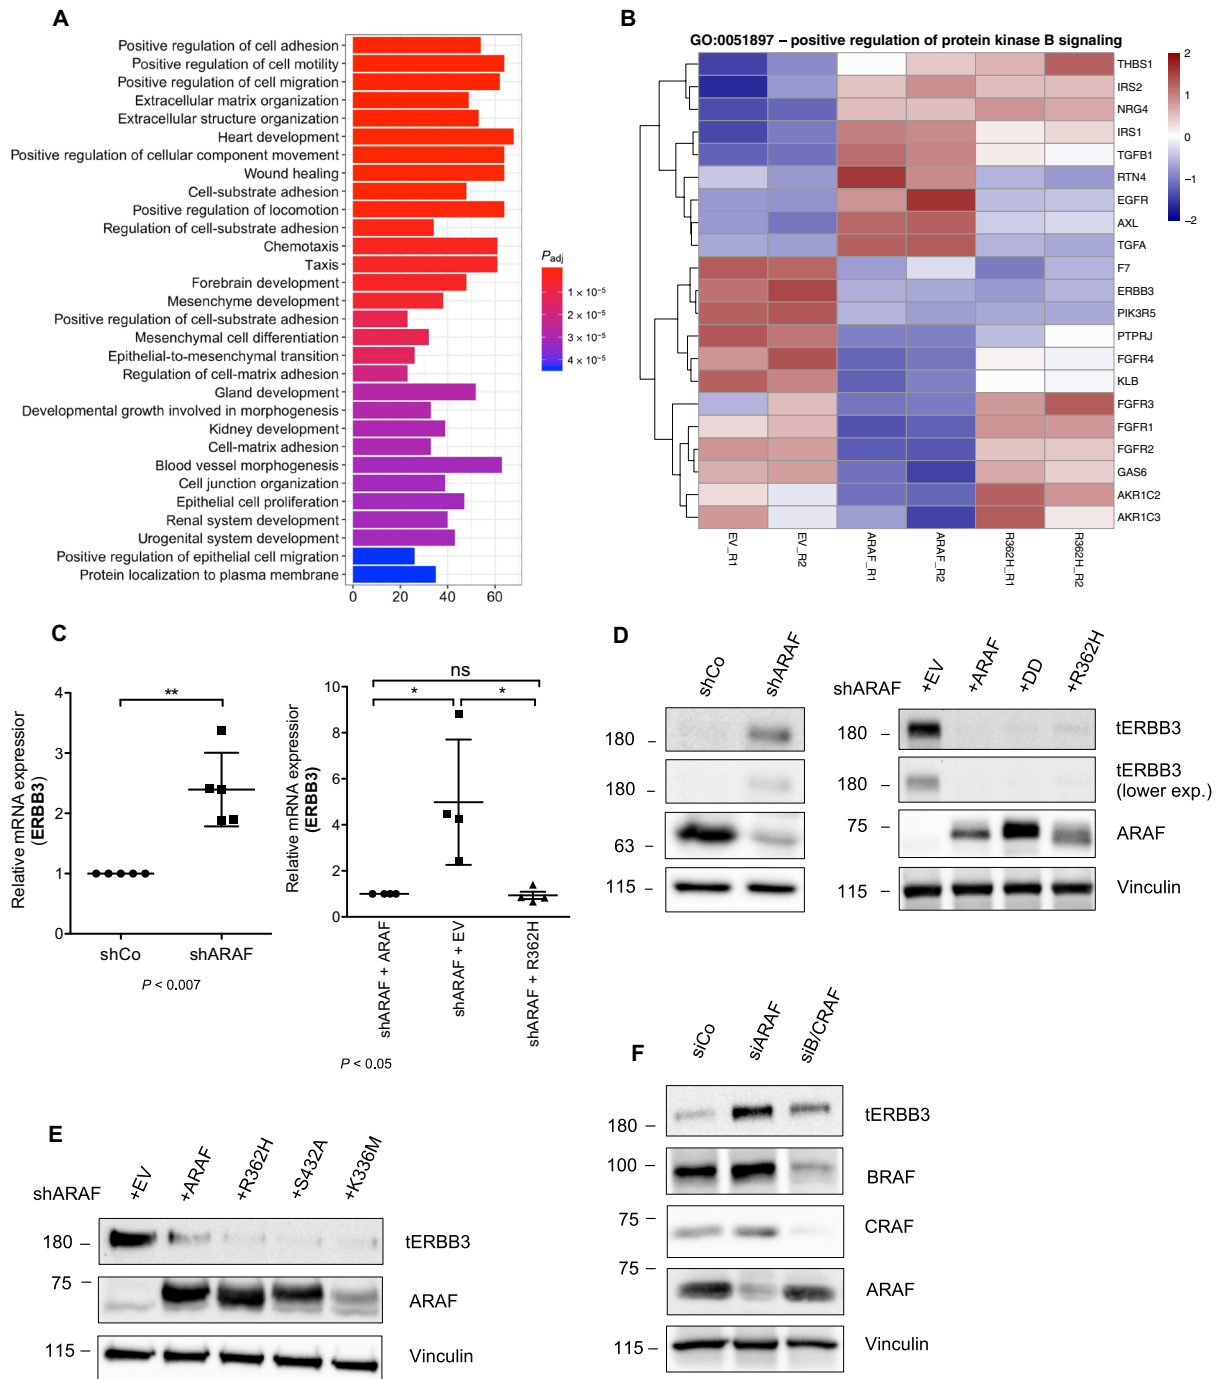 A
Positive regulation of cell adhesion
Positive regulation of cell motility
Positive regulation of cell migration
Extracellular matrix organization
Extracellular structure organization
Heart development
Positive regulation of cellular component movement
Wound healing
Cell-substrate adhesion
Positive regulation of locomotion
Regulation of cell-substrate adhesion
Chemotaxis
Taxis
Forebrain development
Mesenchyme development
Positive regulation of cell-substrate adhesion
Mesenchymal cell differentiation
Epithelial-to-mesenchymal transition
Regulation of cell-matrix adhesion
Gland development
Developmental growth involved in morphogenesis
Kidney development
Cell-matrix adhesion
Blood vessel morphogenesis
Cell junction organization
Epithelial cell proliferation
Renal system development
Urogenital system development
Positive regulation of epithelial cell migration
Protein localization to plasma membrane
0 20 40 60
Padj
1 × 10⁻⁵
2 × 10⁻⁵
3 × 10⁻⁵
4 × 10⁻⁵
B
GO:0051897 – positive regulation of protein kinase B signaling
THBS1
IRS2
NRG4
IRS1
TGFB1
RTN4
EGFR
AXL
TGFA
F7
ERBB3
PIK3R5
PTPRJ
FGFR4
KLB
FGFR3
FGFR1
FGFR2
GAS6
AKR1C2
AKR1C3
EV_R1
EV_R2
ARAF_R1
ARAF_R2
R362H_R1
R362H_R2
2
1
0
−1
−2
C
Relative mRNA expression
(ERBB3)
4
3
2
1
0
**
shCo
shARAF
P < 0.007
Relative mRNA expressior
(ERBB3)
10
8
6
4
2
0
ns
*
*
shARAF + ARAF
shARAF + EV
shARAF + R362H
P < 0.05
D
shCo
shARAF
180 –
180 –
63 –
115 –
shARAF
+EV
+ARAF
+DD
+R362H
180 –
tERBB3
180 –
tERBB3
(lower exp.)
75 –
ARAF
115 –
Vinculin
E
shARAF
+EV
+ARAF
+R362H
+S432A
+K336M
180 –
tERBB3
75 –
ARAF
115 –
Vinculin
F
siCo
siARAF
siB/CRAF
180 –
tERBB3
100 –
BRAF
75 –
CRAF
75 –
ARAF
115 –
Vinculin